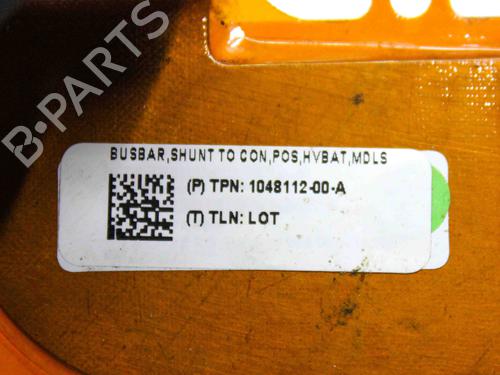 B-PARTS
BUSBAR,SHUNT TO CON,POS,HVBAT,MDLS
(P) TPN: 1048112-00-A
(T) TLN: LOT